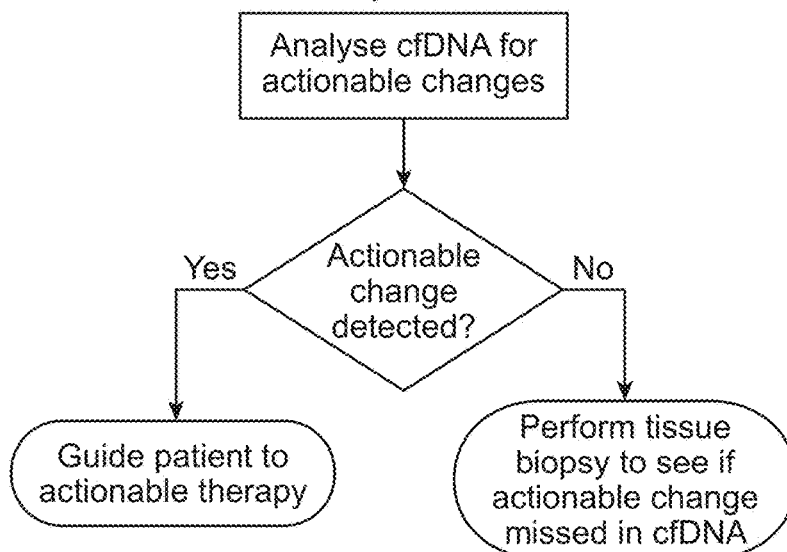 Analyse cfDNA for
actionable changes
Yes
Actionable
change
detected?
No
Guide patient to
actionable therapy
Perform tissue
biopsy to see if
actionable change
missed in cfDNA